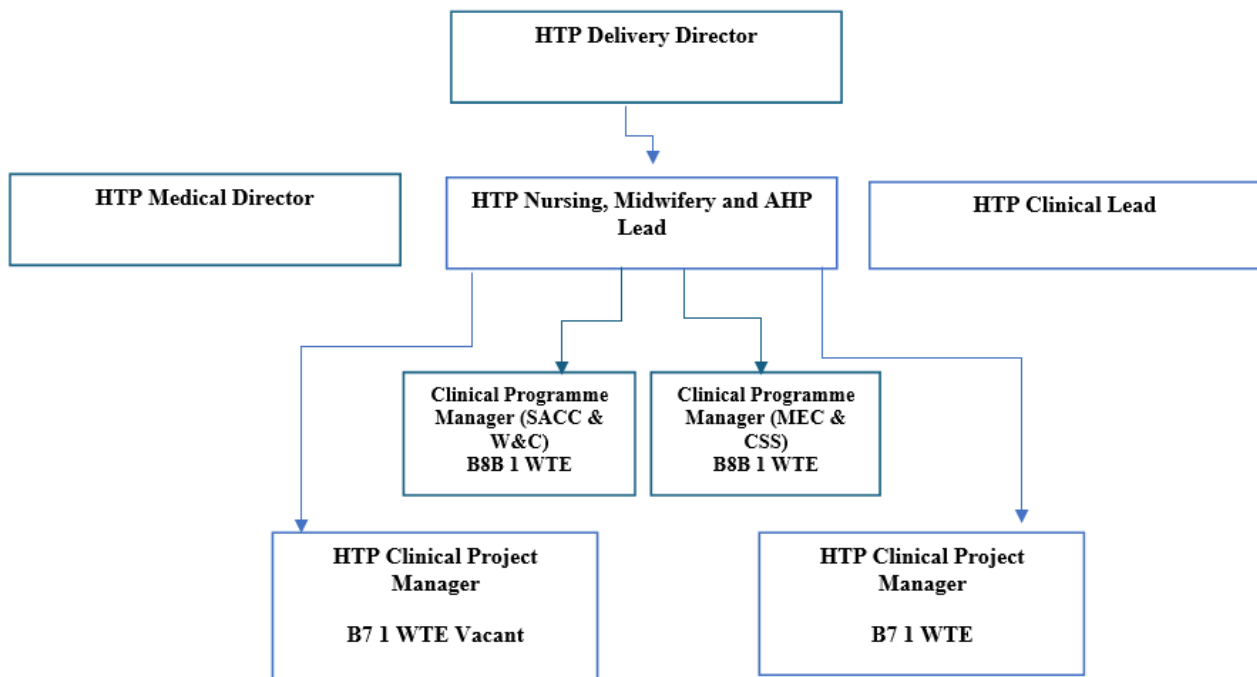 HTP Delivery Director
HTP Medical Director
HTP Nursing, Midwifery and AHP
Lead
HTP Clinical Lead
Clinical Programme
Manager (SACC &
W&C)
B8B 1 WTE
Clinical Programme
Manager (MEC &
CSS)
B8B 1 WTE
HTP Clinical Project
Manager
B7 1 WTE Vacant
HTP Clinical Project
Manager
B7 1 WTE